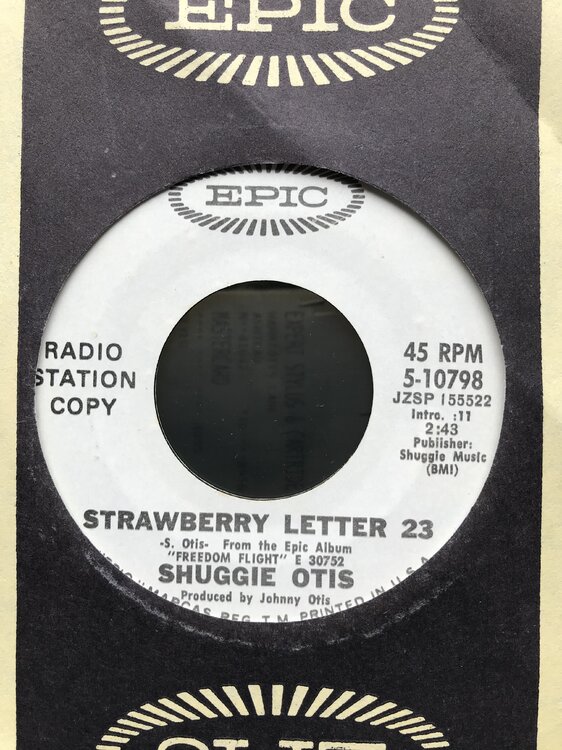 EPIC
EPIC
RADIO
STATION
COPY
45 RPM
5-10798
JZSP 155522
Intro. :11
2:43
Publisher:
Shuggie Music
(BMI)
STRAWBERRY LETTER 23
-S. Otis- From the Epic Album
"FREEDOM FLIGHT" E 30752
SHUGGIE OTIS
Produced by Johnny Otis
MARCAS REG. T.M. PRINTED IN U.S.A.